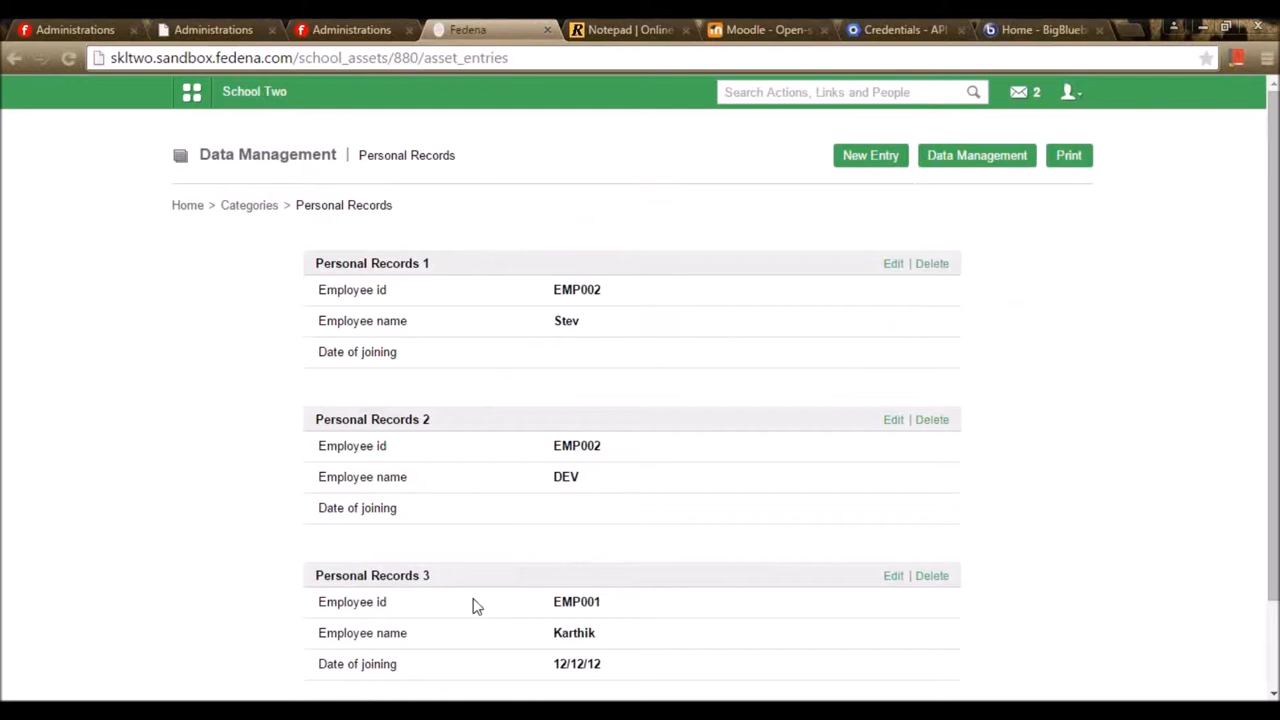 Administrations
Administrations
Administrations
Fedena
Notepad | Online
Moodle - Open-s
Credentials - API
Home - BigBlueb
skltwo.sandbox.fedena.com/school_assets/880/asset_entries
School Two
Search Actions, Links and People
2
Data Management | Personal Records
New Entry
Data Management
Print
Home > Categories > Personal Records
Personal Records 1 Edit | Delete
Employee id EMP002
Employee name Stev
Date of joining
Personal Records 2 Edit | Delete
Employee id EMP002
Employee name DEV
Date of joining
Personal Records 3 Edit | Delete
Employee id EMP001
Employee name Karthik
Date of joining 12/12/12